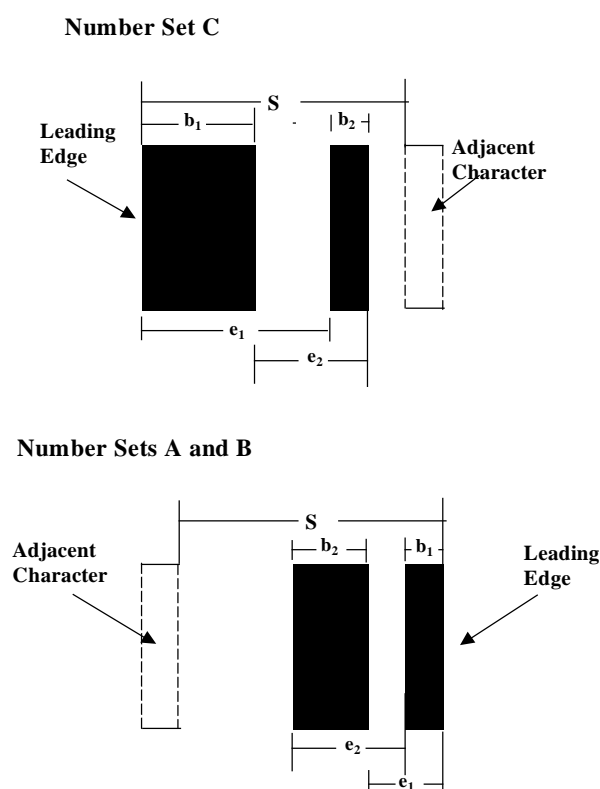 Number Set C
S
b₁
b₂
Leading
Edge
Adjacent
Character
e₁
e₂
Number Sets A and B
S
b₂
b₁
Adjacent
Character
Leading
Edge
e₂
e₁